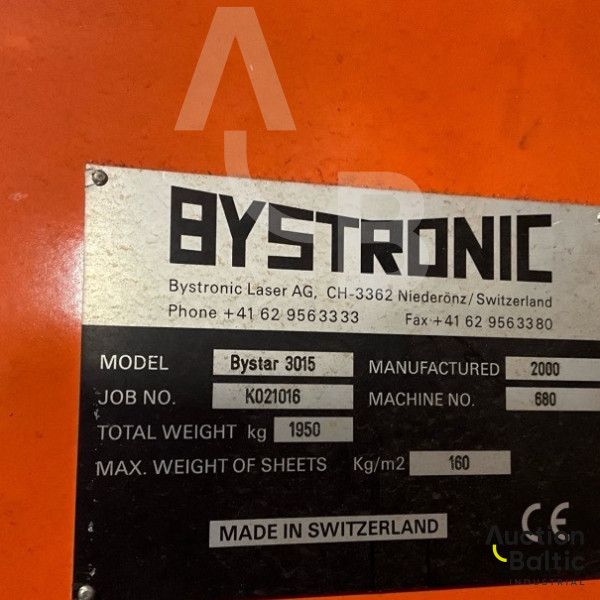 BYSTRONIC
Bystronic Laser AG, CH-3362 Niederönz/Switzerland
Phone +41 62 9563333 Fax +41 62 9563380
MODEL Bystar 3015 MANUFACTURED 2000
JOB NO. K021016 MACHINE NO. 680
TOTAL WEIGHT kg 1950
MAX. WEIGHT OF SHEETS Kg/m2 160
MADE IN SWITZERLAND CE
Auction
Baltic
INDUSTRIAL